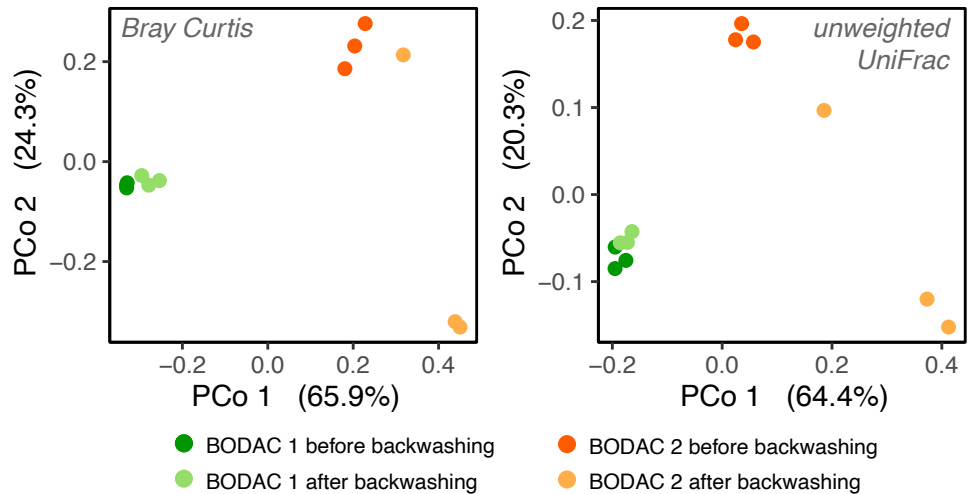 Bray Curtis
PCo 2 (24.3%)
0.2
0.0
−0.2
−0.2
0.0
0.2
0.4
PCo 1 (65.9%)
unweighted
UniFrac
PCo 2 (20.3%)
0.2
0.1
0.0
−0.1
−0.2
0.0
0.2
0.4
PCo 1 (64.4%)
BODAC 1 before backwashing
BODAC 1 after backwashing
BODAC 2 before backwashing
BODAC 2 after backwashing